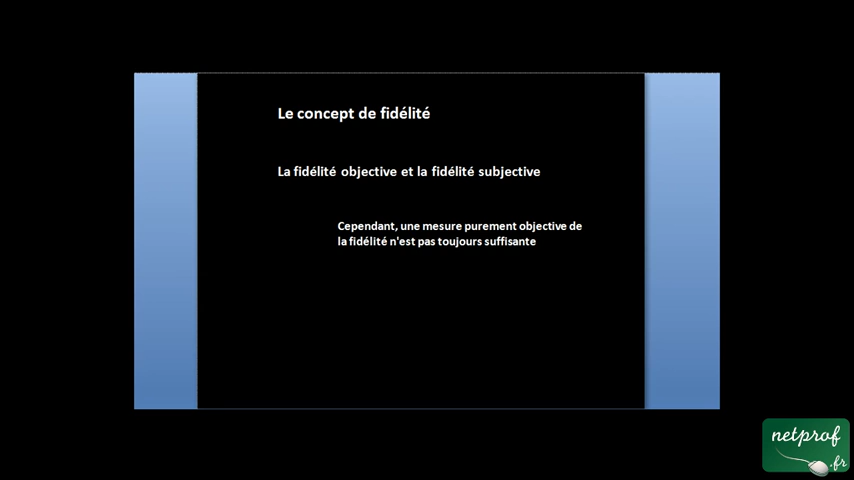 Le concept de fidélité
La fidélité objective et la fidélité subjective
Cependant, une mesure purement objective de
la fidélité n'est pas toujours suffisante
netprof
.fr